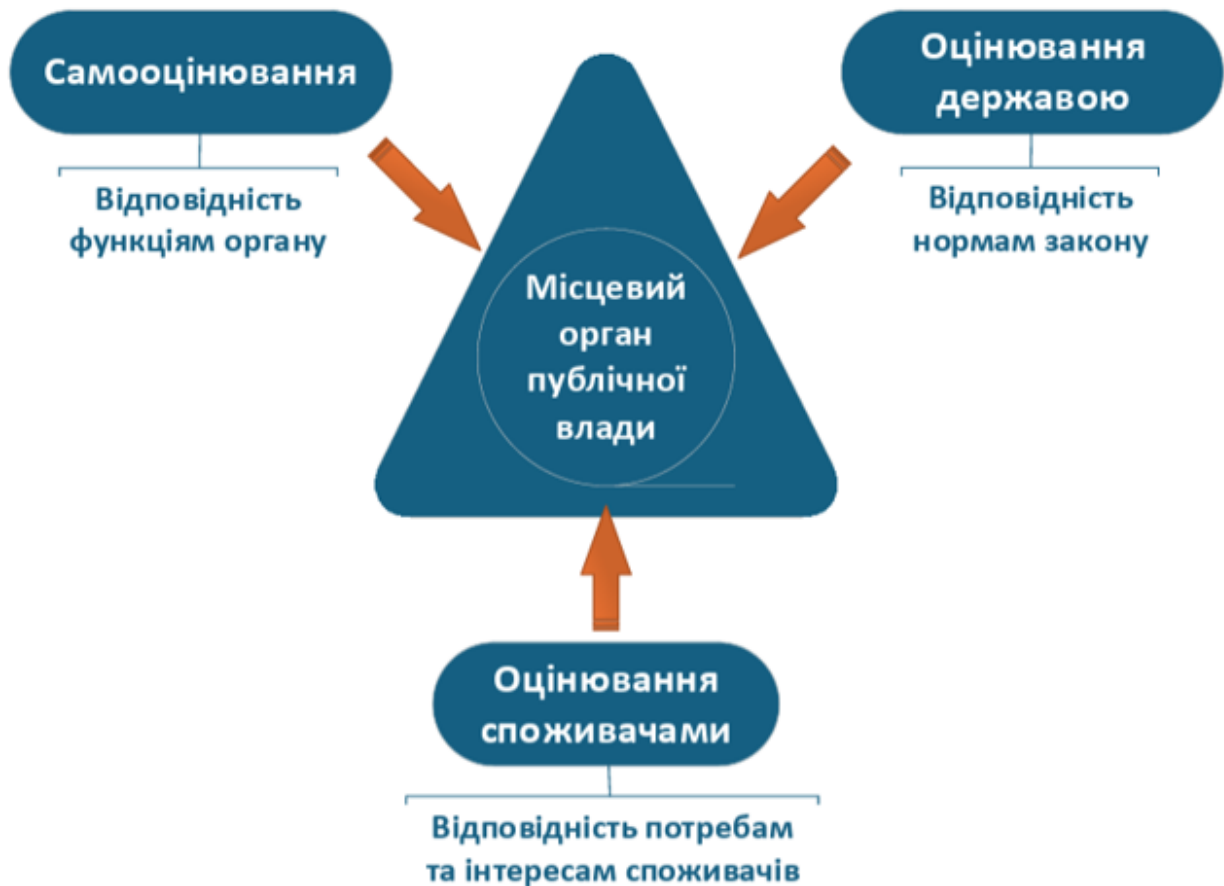 Самооцінювання
Відповідність
функціям органу
Оцінювання
державою
Відповідність
нормам закону
Місцевий
орган
публічної
влади
Оцінювання
споживачами
Відповідність потребам
та інтересам споживачів